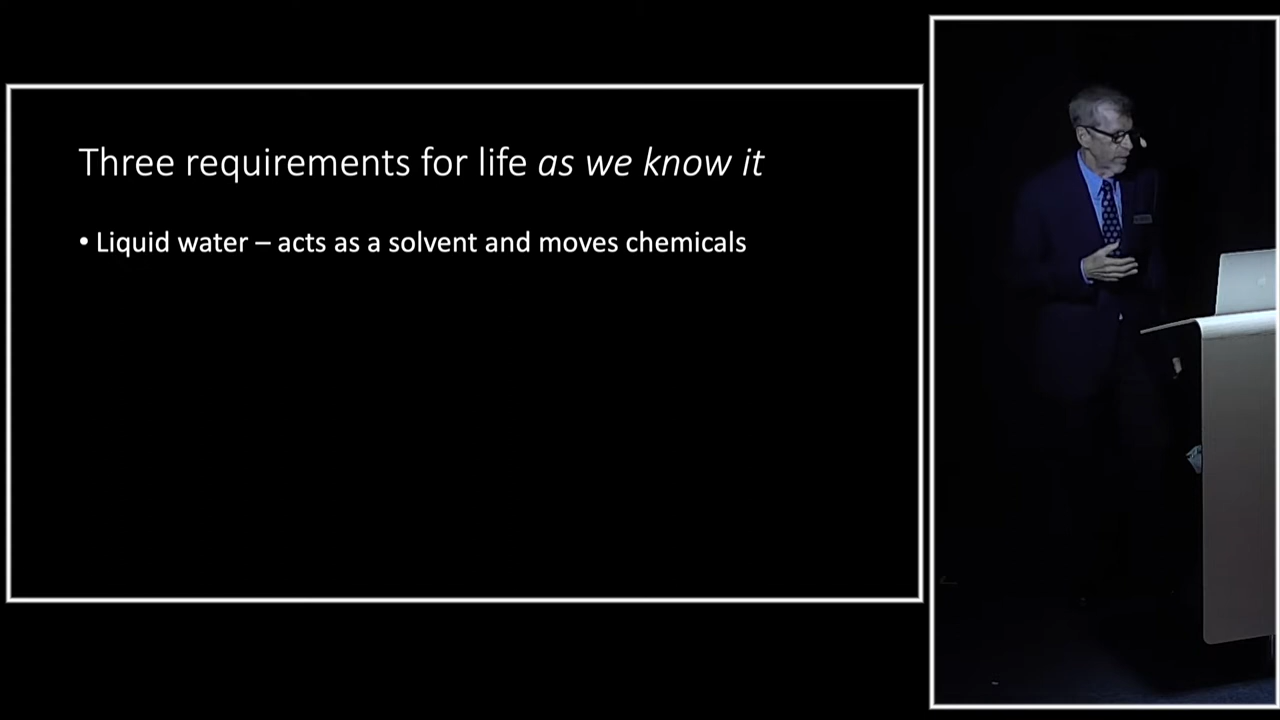 Three requirements for life as we know it
• Liquid water – acts as a solvent and moves chemicals